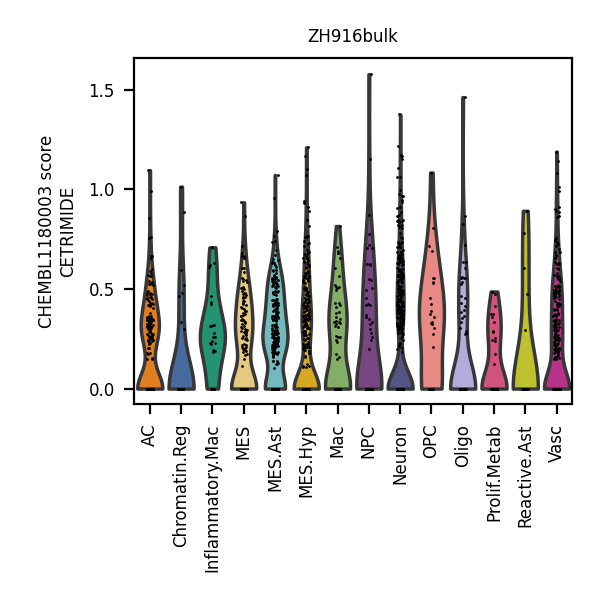 ZH916bulk
CHEMBL1180003 score
CETRIMIDE
1.5
1.0
0.5
0.0
AC
Chromatin.Reg
Inflammatory.Mac
MES
MES.Ast
MES.Hyp
Mac
NPC
Neuron
OPC
Oligo
Prolif.Metab
Reactive.Ast
Vasc